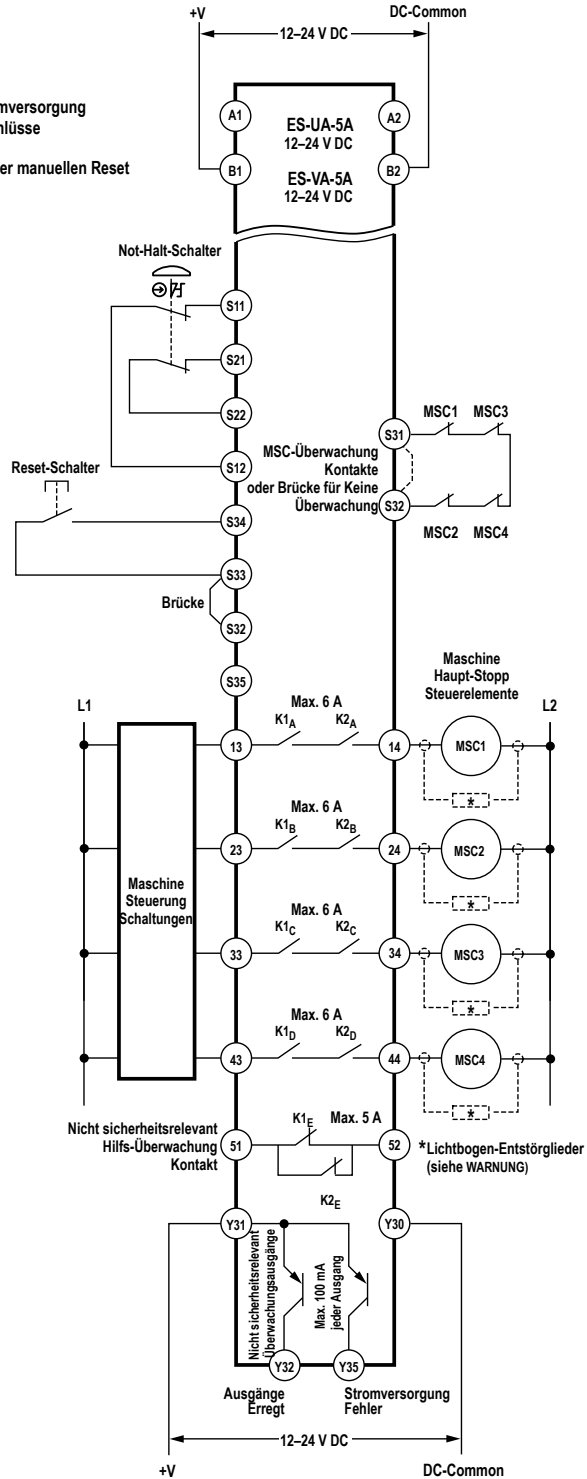 +V
DC-Common
12–24 V DC
mversorgung
nlüsse
er manuellen Reset
A1
A2
ES-UA-5A
12–24 V DC
B1
B2
ES-VA-5A
12–24 V DC
Not-Halt-Schalter
S11
S21
S22
S12
Reset-Schalter
S34
S33
Brücke
S32
S35
MSC1
MSC3
S31
MSC-Überwachung
Kontakte
oder Brücke für Keine
Überwachung
S32
MSC2
MSC4
Maschine
Haupt-Stopp
Steuerelemente
L1
L2
Maschine
Steuerung
Schaltungen
Max. 6 A
K1A
K2A
13
14
MSC1
*
Max. 6 A
K1B
K2B
23
24
MSC2
*
Max. 6 A
K1C
K2C
33
34
MSC3
*
Max. 6 A
K1D
K2D
43
44
MSC4
*
Nicht sicherheitsrelevant
Hilfs-Überwachung
Kontakt
51
K1E
Max. 5 A
52
K2E
*Lichtbogen-Entstörglieder
(siehe WARNUNG)
Y31
Y30
Nicht sicherheitsrelevant
Überwachungsausgänge
Max. 100 mA
jeder Ausgang
Y32
Y35
Ausgänge
Erregt
Stromversorgung
Fehler
12–24 V DC
+V
DC-Common